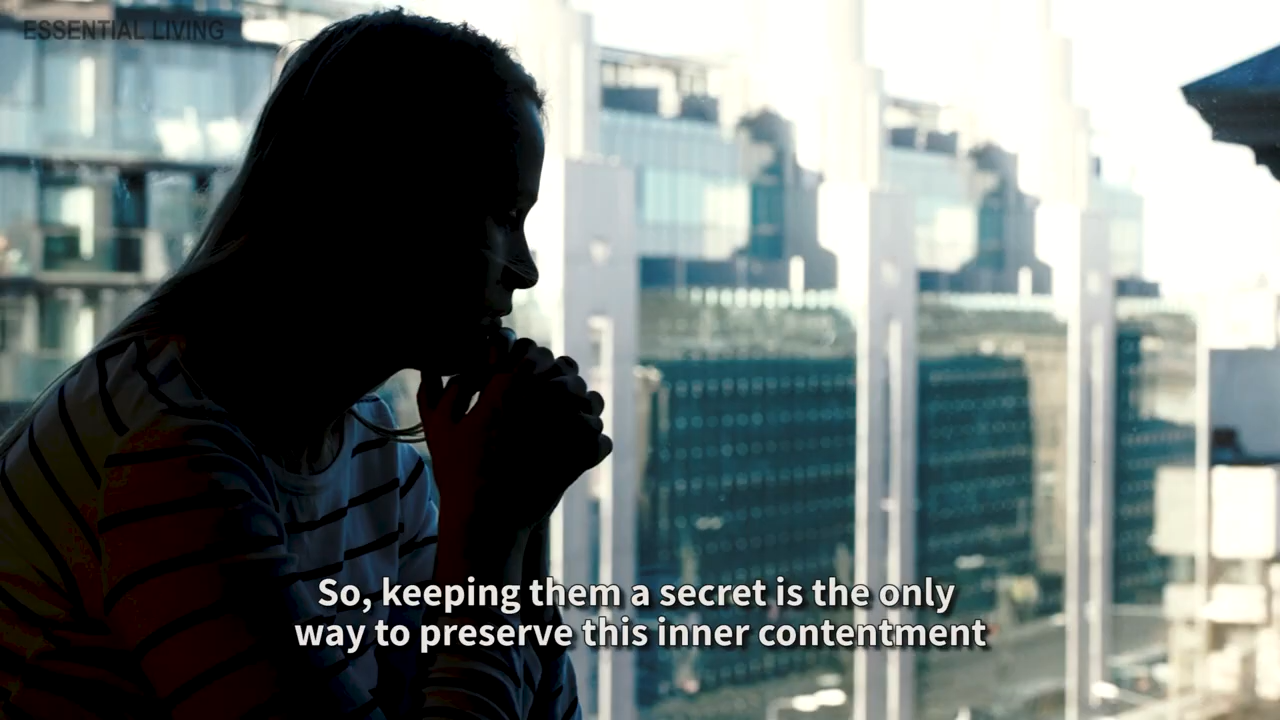 ESSENTIAL LIVING
So, keeping them a secret is the only
way to preserve this inner contentment